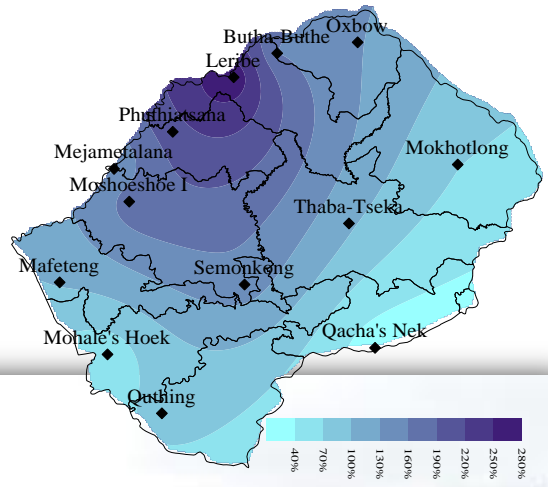 Oxbow
Butha-Buthe
Leribe
Phuthiatsana
Mokhotlong
Mejametalana
Moshoeshoe I
Thaba-Tseka
Mafeteng
Semonkong
Qacha's Nek
Mohale's Hoek
Quthing
40%
70%
100%
130%
160%
190%
220%
250%
280%